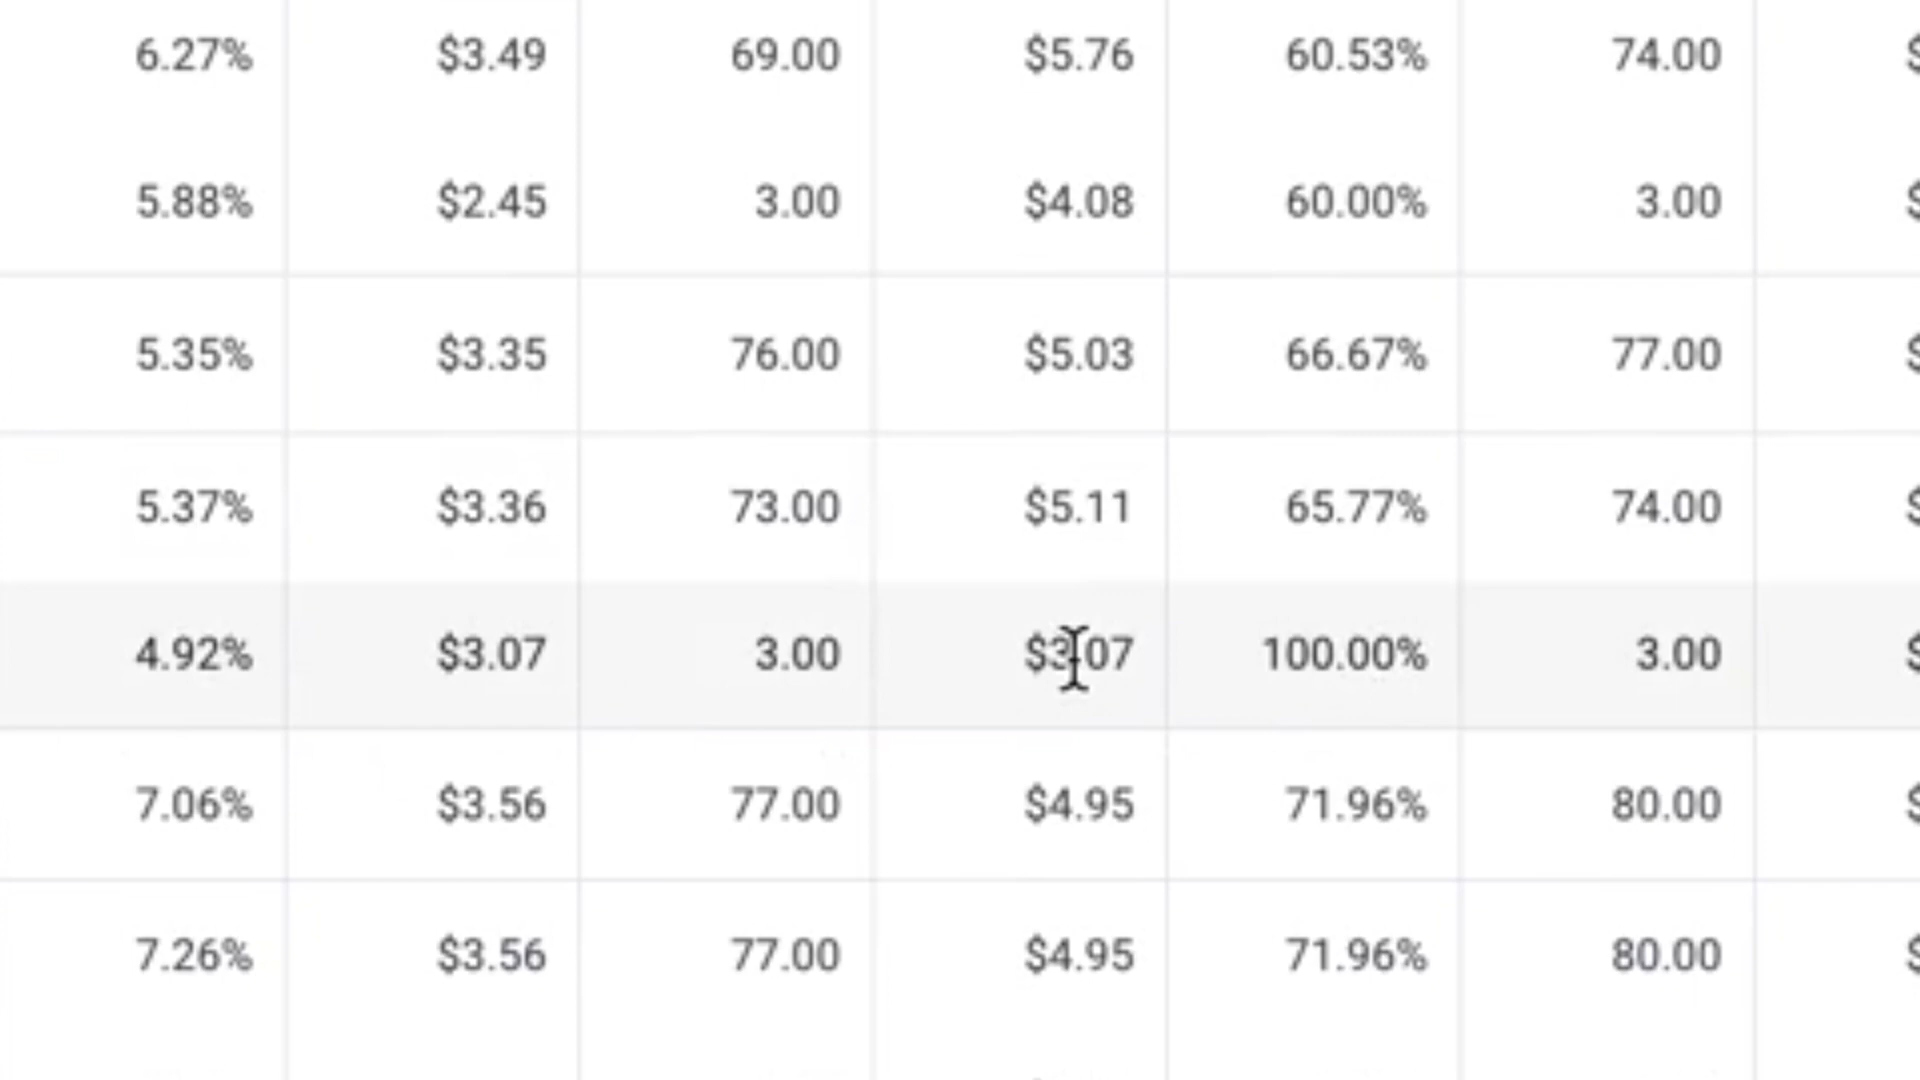 6.27% $3.49 69.00 $5.76 60.53% 74.00 $
5.88% $2.45 3.00 $4.08 60.00% 3.00 $
5.35% $3.35 76.00 $5.03 66.67% 77.00 $
5.37% $3.36 73.00 $5.11 65.77% 74.00 $
4.92% $3.07 3.00 $3.07 100.00% 3.00 $
7.06% $3.56 77.00 $4.95 71.96% 80.00 $
7.26% $3.56 77.00 $4.95 71.96% 80.00 $